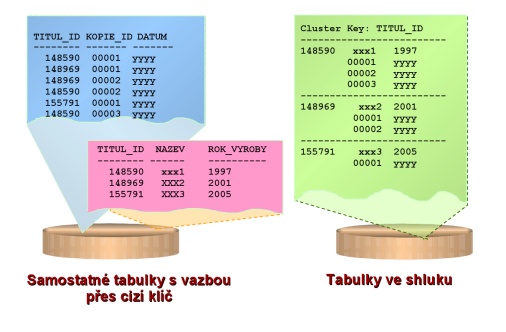 TITUL_ID KOPIE_ID DATUM
-------- -------- -------
148590 00001 yyyy
148969 00001 yyyy
148969 00002 yyyy
148590 00002 yyyy
155791 00001 yyyy
148590 00003 yyyy
TITUL_ID NAZEV ROK_VYROBY
-------- ------- -----------
148590 xxx1 1997
148969 XXX2 2001
155791 XXX3 2005
Samostatné tabulky s vazbou
přes cizí klíč
Cluster Key: TITUL_ID
-----------------------------
148590 xxx1 1997
00001 yyyy
00002 yyyy
00003 yyyy
-----------------------------
148969 xxx2 2001
00001 yyyy
00002 yyyy
-----------------------------
155791 xxx3 2005
00001 yyyy
Tabulky ve shluku